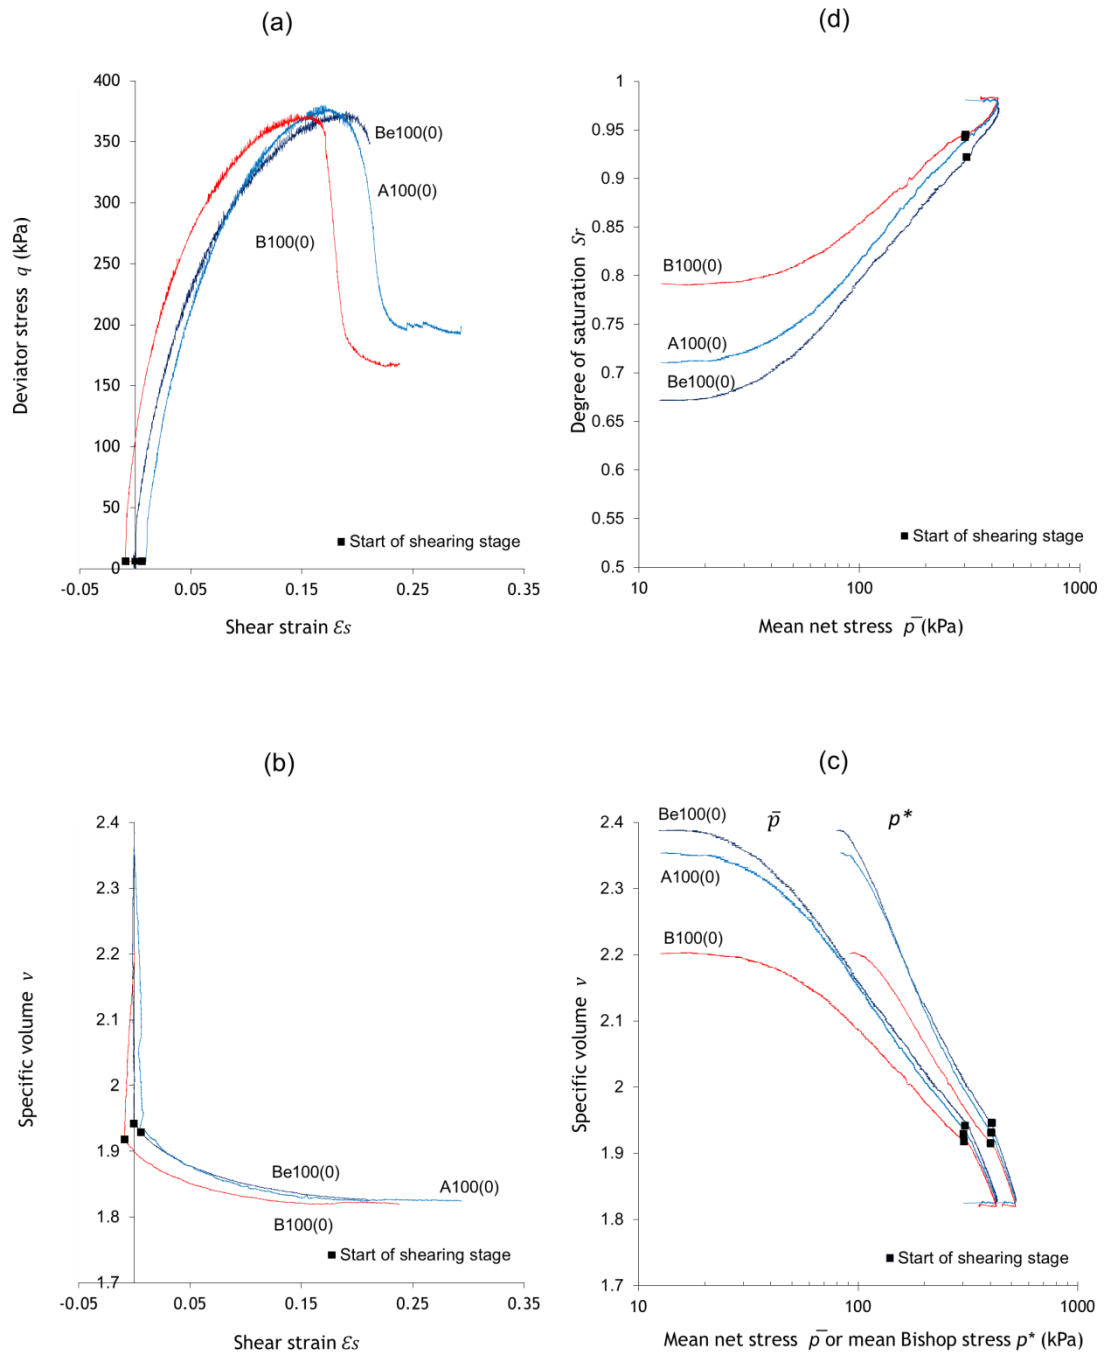 (a)
400
350
300
250
200
150
100
50
0
-0.05
0.05
0.15
0.25
0.35
Deviator stress q (kPa)
Shear strain Ɛs
Be100(0)
A100(0)
B100(0)
■ Start of shearing stage
(d)
1
0.95
0.9
0.85
0.8
0.75
0.7
0.65
0.6
0.55
0.5
10
100
1000
Degree of saturation Sr
Mean net stress p̄ (kPa)
B100(0)
A100(0)
Be100(0)
■ Start of shearing stage
(b)
2.4
2.3
2.2
2.1
2
1.9
1.8
1.7
-0.05
0.05
0.15
0.25
0.35
Specific volume v
Shear strain Ɛs
Be100(0)
A100(0)
B100(0)
■ Start of shearing stage
(c)
2.4
2.3
2.2
2.1
2
1.9
1.8
1.7
10
100
1000
Specific volume v
Mean net stress p̄ or mean Bishop stress p* (kPa)
Be100(0)
p̄
p*
A100(0)
B100(0)
■ Start of shearing stage